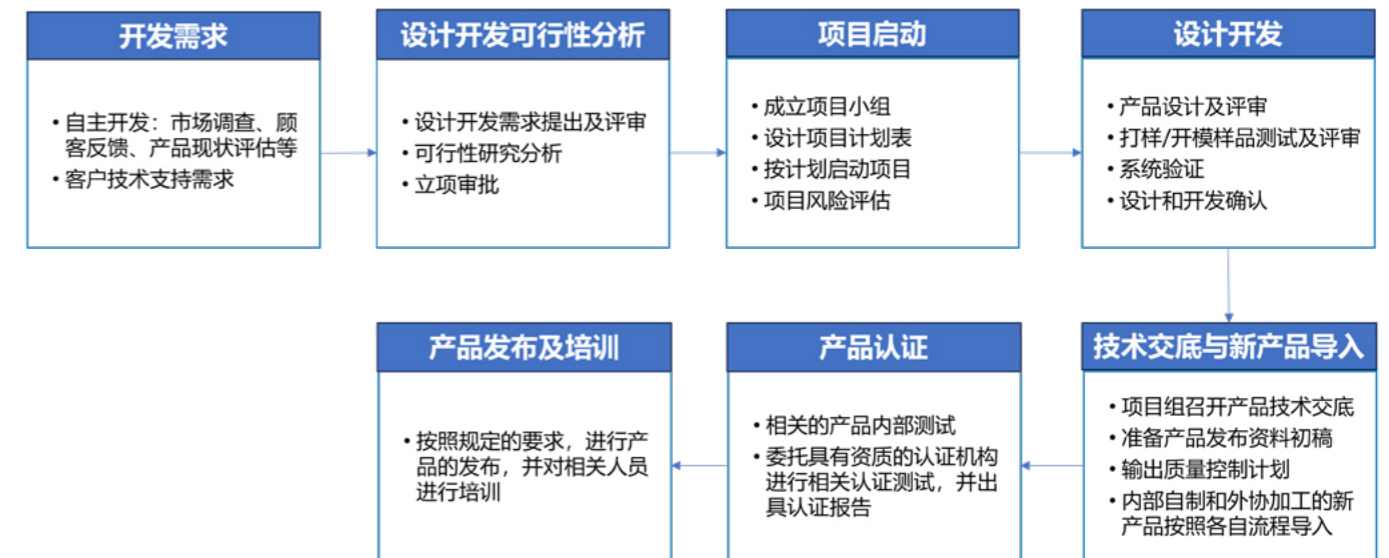 开发需求
• 自主开发：市场调查、顾
客反馈、产品现状评估等
• 客户技术支持需求
设计开发可行性分析
• 设计开发需求提出及评审
• 可行性研究分析
• 立项审批
项目启动
• 成立项目小组
• 设计项目计划表
• 按计划启动项目
• 项目风险评估
设计开发
• 产品设计及评审
• 打样/开模样品测试及评审
• 系统验证
• 设计和开发确认
技术交底与新产品导入
• 项目组召开产品技术交底
• 准备产品发布资料初稿
• 输出质量控制计划
• 内部自制和外协加工的新
产品按照各自流程导入
产品认证
• 相关的产品内部测试
• 委托具有资质的认证机构
进行相关认证测试，并出
具认证报告
产品发布及培训
• 按照规定的要求，进行产
品的发布，并对相关人员
进行培训